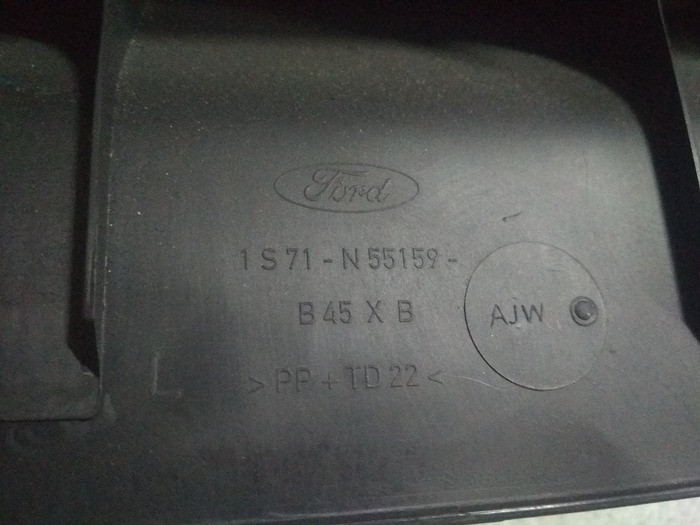 Ford
1S71-N55159-
B45XB
AJW
>PP+TD22<
L